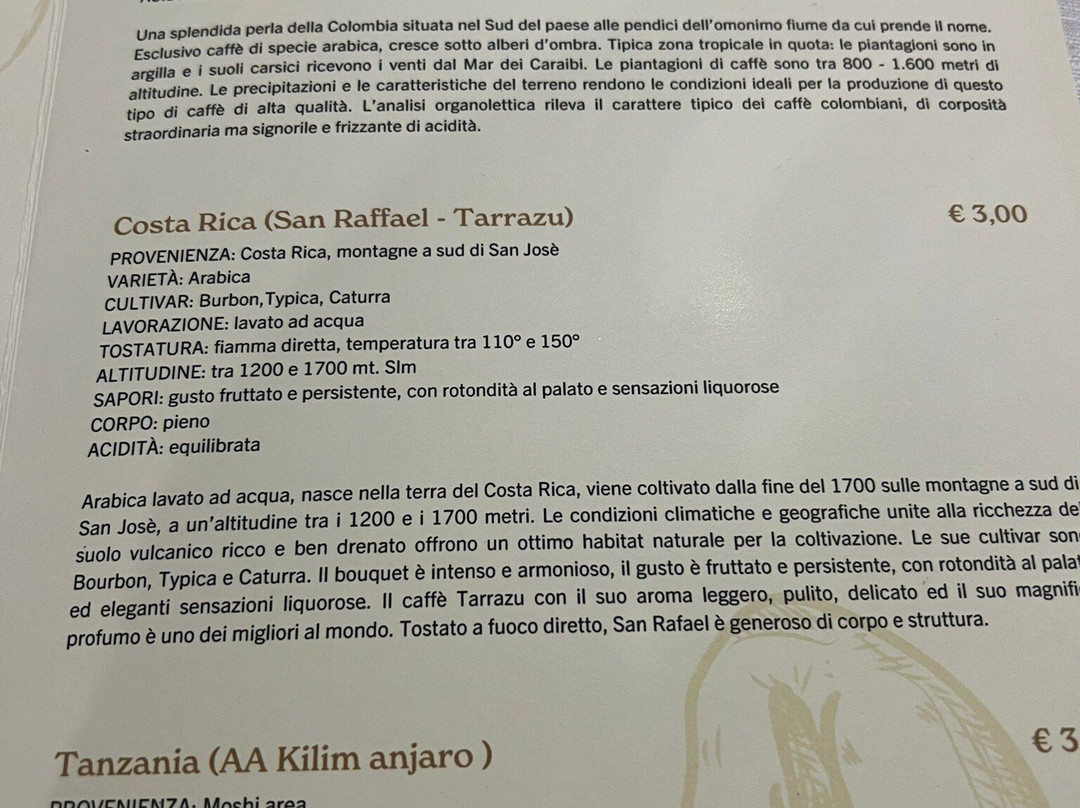 Una splendida perla della Colombia situata nel Sud del paese alle pendici dell'omonimo fiume da cui prende il nome.
Esclusivo caffè di specie arabica, cresce sotto alberi d'ombra. Tipica zona tropicale in quota: le piantagioni sono in
argilla e i suoli carsici ricevono i venti dal Mar dei Caraibi. Le piantagioni di caffè sono tra 800 - 1.600 metri di
altitudine. Le precipitazioni e le caratteristiche del terreno rendono le condizioni ideali per la produzione di questo
tipo di caffè di alta qualità. L'analisi organolettica rileva il carattere tipico dei caffè colombiani, di corposità
straordinaria ma signorile e frizzante di acidità.
Costa Rica (San Raffael - Tarrazu) € 3,00
PROVENIENZA: Costa Rica, montagne a sud di San Josè
VARIETÀ: Arabica
CULTIVAR: Burbon, Typica, Caturra
LAVORAZIONE: lavato ad acqua
TOSTATURA: fiamma diretta, temperatura tra 110° e 150°
ALTITUDINE: tra 1200 e 1700 mt. Slm
SAPORI: gusto fruttato e persistente, con rotondità al palato e sensazioni liquorose
CORPO: pieno
ACIDITÀ: equilibrata
Arabica lavato ad acqua, nasce nella terra del Costa Rica, viene coltivato dalla fine del 1700 sulle montagne a sud di
San Josè, a un'altitudine tra i 1200 e i 1700 metri. Le condizioni climatiche e geografiche unite alla ricchezza de
suolo vulcanico ricco e ben drenato offrono un ottimo habitat naturale per la coltivazione. Le sue cultivar son
Bourbon, Typica e Caturra. Il bouquet è intenso e armonioso, il gusto è fruttato e persistente, con rotondità al pala
ed eleganti sensazioni liquorose. Il caffè Tarrazu con il suo aroma leggero, pulito, delicato ed il suo magnifi
profumo è uno dei migliori al mondo. Tostato a fuoco diretto, San Rafael è generoso di corpo e struttura.
Tanzania (AA Kilim anjaro ) € 3
PROVENIENZA: Moshi area